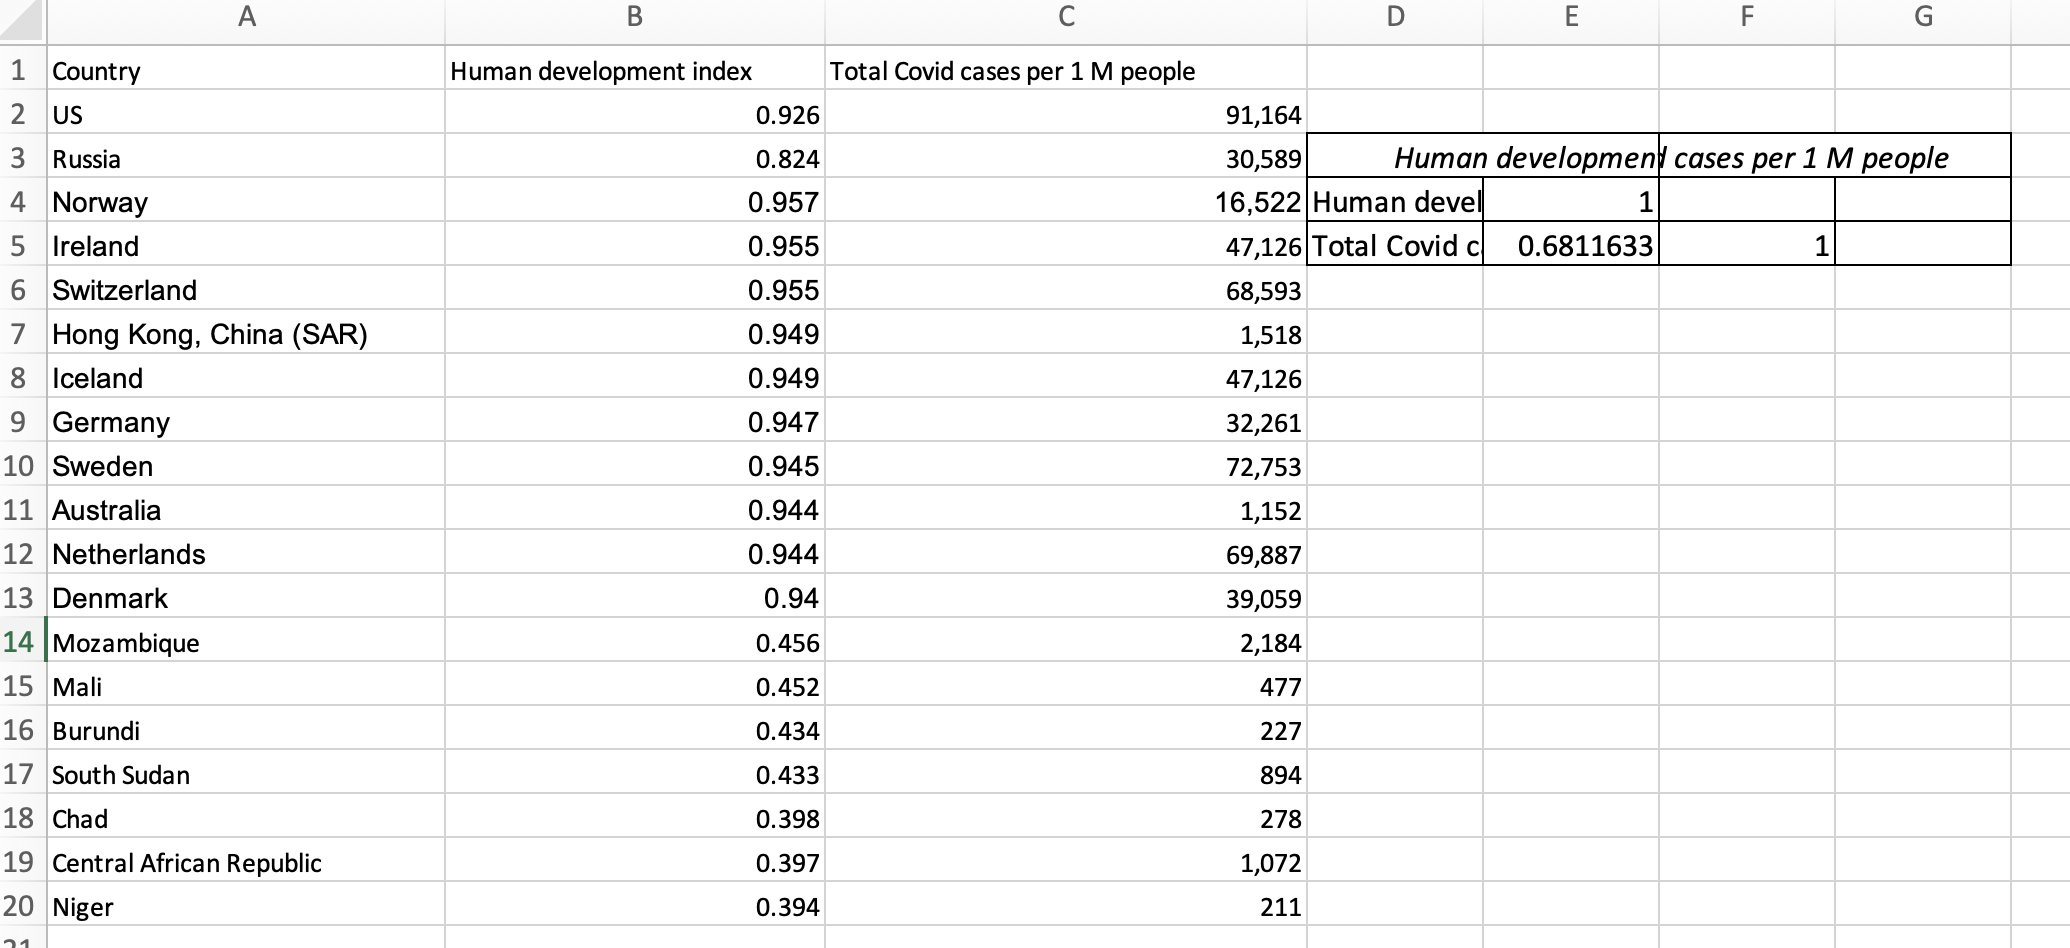 A B C D E F G
1 Country Human development index Total Covid cases per 1 M people
2 US 0.926 91,164
3 Russia 0.824 30,589 Human development cases per 1 M people
4 Norway 0.957 16,522 Human devel 1
5 Ireland 0.955 47,126 Total Covid ca 0.6811633 1
6 Switzerland 0.955 68,593
7 Hong Kong, China (SAR) 0.949 1,518
8 Iceland 0.949 47,126
9 Germany 0.947 32,261
10 Sweden 0.945 72,753
11 Australia 0.944 1,152
12 Netherlands 0.944 69,887
13 Denmark 0.94 39,059
14 Mozambique 0.456 2,184
15 Mali 0.452 477
16 Burundi 0.434 227
17 South Sudan 0.433 894
18 Chad 0.398 278
19 Central African Republic 0.397 1,072
20 Niger 0.394 211
21